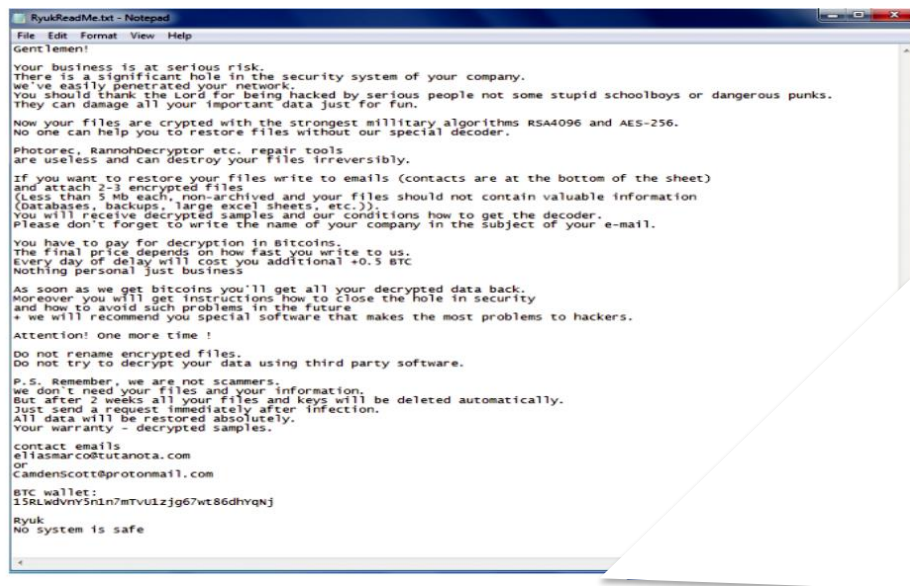 RyukReadMe.txt - Notepad
File Edit Format View Help
Gentlemen!
Your business is at serious risk.
There is a significant hole in the security system of your company.
we've easily penetrated your network.
You should thank the Lord for being hacked by serious people not some stupid schoolboys or dangerous punks.
They can damage all your important data just for fun.
Now your files are crypted with the strongest millitary algorithms RSA4096 and AES-256.
No one can help you to restore files without our special decoder.
Photorec, RannohDecryptor etc. repair tools
are useless and can destroy your files irreversibly.
If you want to restore your files write to emails (contacts are at the bottom of the sheet)
and attach 2-3 encrypted files
(Less than 5 Mb each, non-archived and your files should not contain valuable information
(Databases, backups, large excel sheets, etc.)).
You will receive decrypted samples and our conditions how to get the decoder.
Please don't forget to write the name of your company in the subject of your e-mail.
You have to pay for decryption in Bitcoins.
The final price depends on how fast you write to us.
Every day of delay will cost you additional +0.5 BTC
Nothing personal just business
As soon as we get bitcoins you'll get all your decrypted data back.
Moreover you will get instructions how to close the hole in security
and how to avoid such problems in the future
+ we will recommend you special software that makes the most problems to hackers.
Attention! One more time !
Do not rename encrypted files.
Do not try to decrypt your data using third party software.
P.S. Remember, we are not scammers.
we don't need your files and your information.
But after 2 weeks all your files and keys will be deleted automatically.
Just send a request immediately after infection.
All data will be restored absolutely.
Your warranty - decrypted samples.
contact emails
eliasmarco@tutanota.com
or
CamdenScott@protonmail.com
BTC wallet:
15RLWdVnY5n1n7mTvU1zjg67wt86dhYqNj
Ryuk
No system is safe